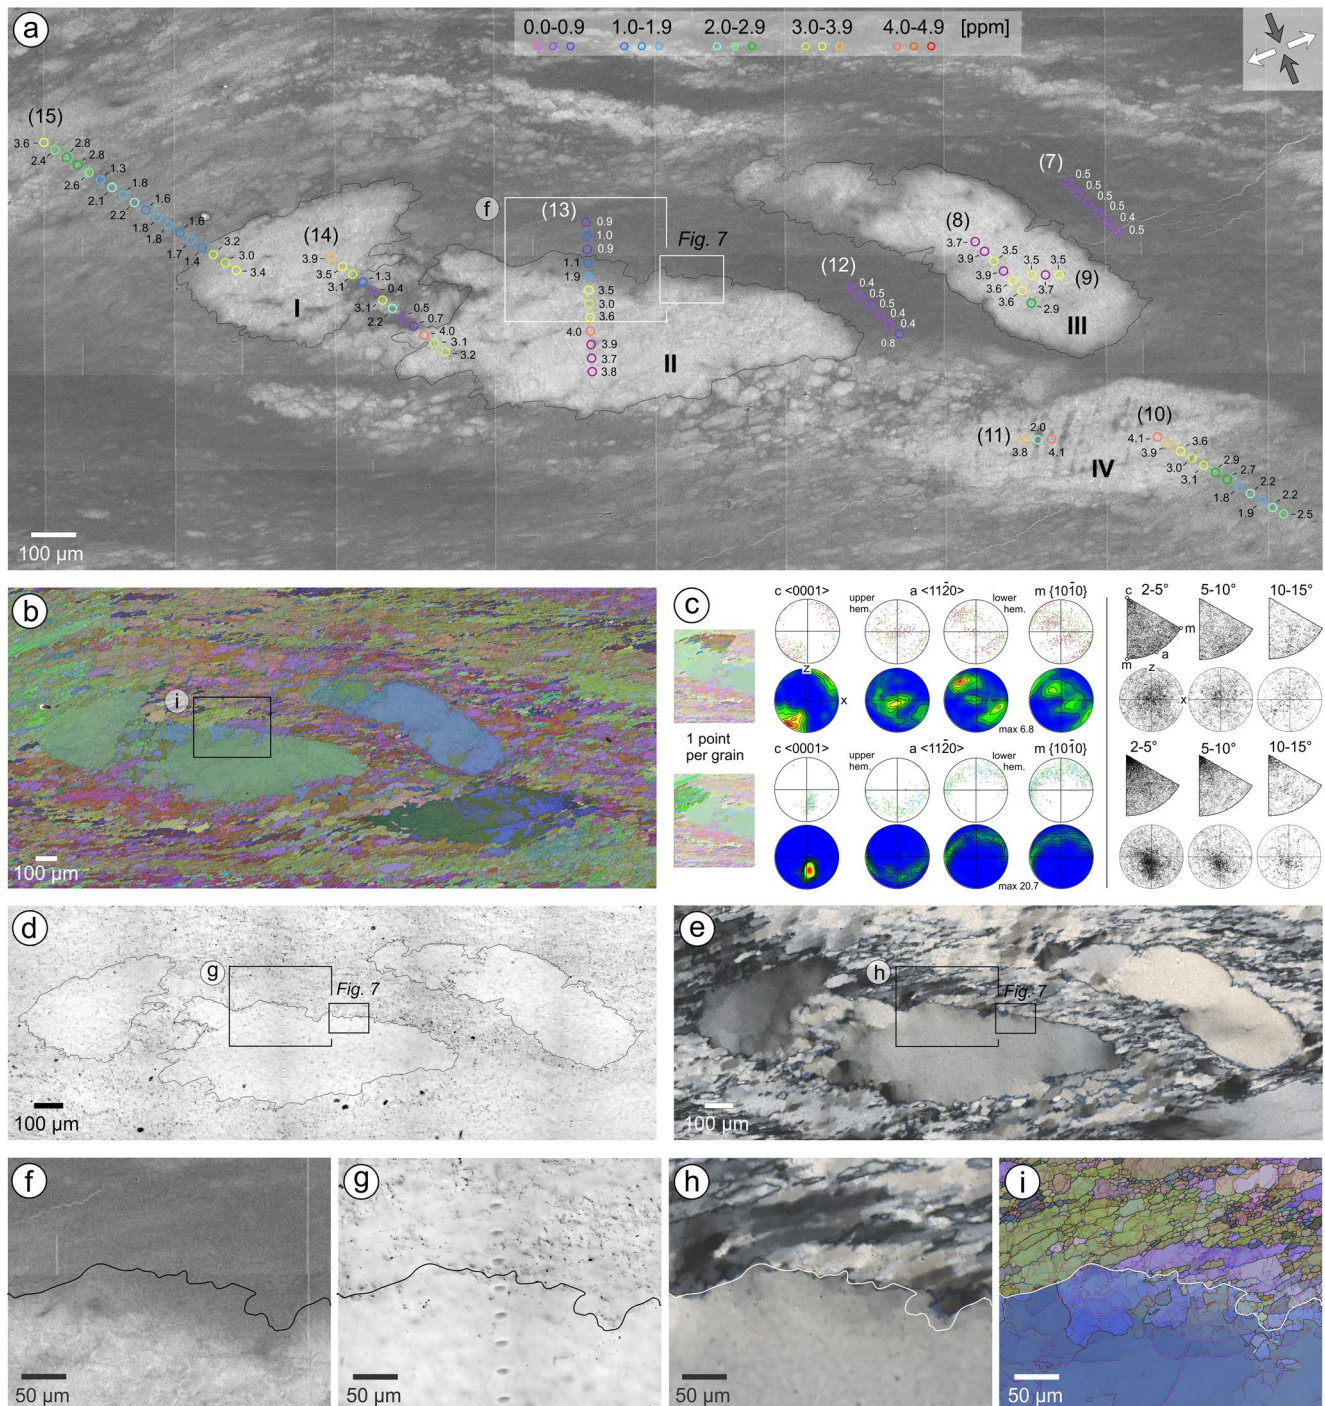 a
0.0-0.9 1.0-1.9 2.0-2.9 3.0-3.9 4.0-4.9 [ppm]
(15)
3.6
2.4
2.8
2.8
2.6
1.3
2.1
1.8
2.2
1.6
1.8
1.8
1.6
1.7
1.4
3.2
3.0
3.4
I
(14)
3.9
3.5
3.1
1.3
0.4
3.1
2.2
0.5
0.7
4.0
3.1
3.2
f
(13)
0.9
1.0
0.9
1.1
1.9
3.5
3.0
3.6
4.0
3.9
3.7
3.8
Fig. 7
II
(12)
0.4
0.5
0.5
0.4
0.4
0.8
(7)
0.5
0.5
0.5
0.5
0.4
0.5
(8)
3.7
3.9
3.5
3.9
3.6
3.6
2.9
3.5
3.5
3.7
(9)
III
(11)
2.0
3.8
4.1
IV
(10)
4.1
3.9
3.6
3.0
3.1
2.9
2.7
1.8
2.2
1.9
2.2
2.5
100 µm
b
i
100 µm
c
c <0001> upper hem. a <112̄0> lower hem. m {101̄0}
z
x
max 6.8
1 point
per grain
c <0001> upper hem. a <112̄0> lower hem. m {101̄0}
max 20.7
c 2-5° 5-10° 10-15°
m
a
m
z
x
2-5° 5-10° 10-15°
d
g
Fig. 7
100 µm
e
h
Fig. 7
100 µm
f
50 µm
g
50 µm
h
50 µm
i
50 µm